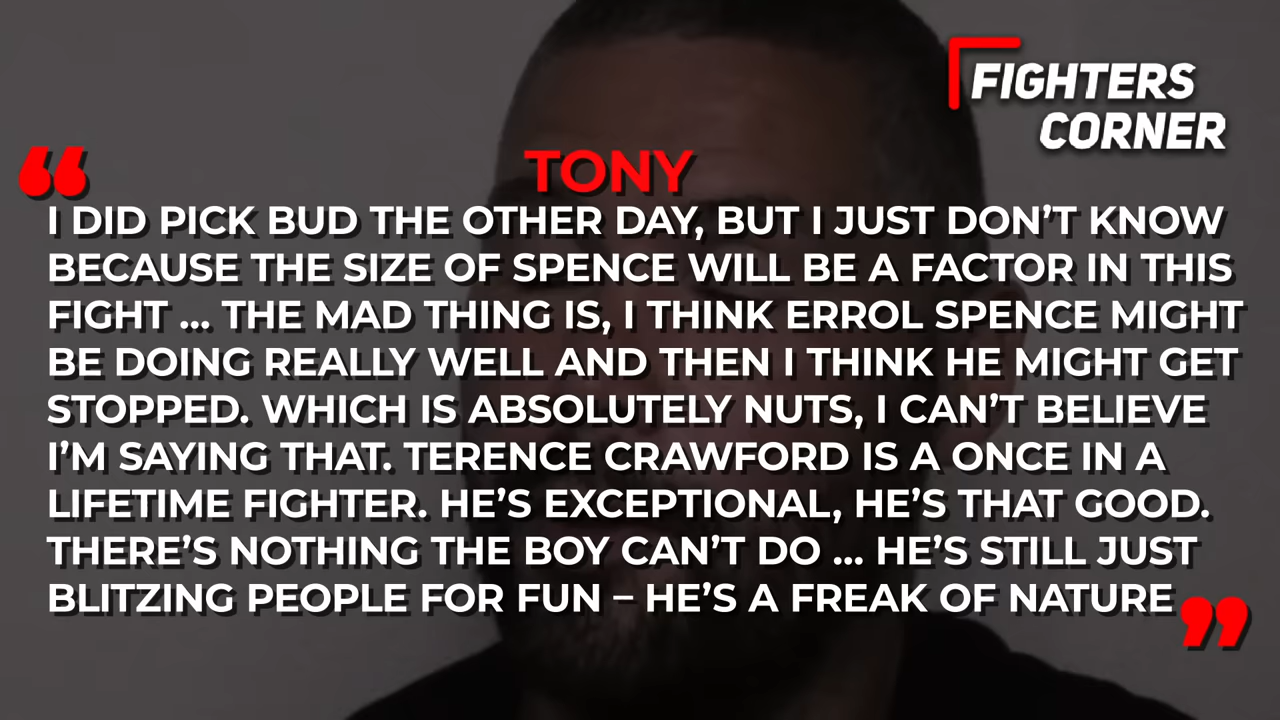 FIGHTERS
CORNER
“
TONY
I DID PICK BUD THE OTHER DAY, BUT I JUST DON’T KNOW
BECAUSE THE SIZE OF SPENCE WILL BE A FACTOR IN THIS
FIGHT ... THE MAD THING IS, I THINK ERROL SPENCE MIGHT
BE DOING REALLY WELL AND THEN I THINK HE MIGHT GET
STOPPED. WHICH IS ABSOLUTELY NUTS, I CAN’T BELIEVE
I’M SAYING THAT. TERENCE CRAWFORD IS A ONCE IN A
LIFETIME FIGHTER. HE’S EXCEPTIONAL, HE’S THAT GOOD.
THERE’S NOTHING THE BOY CAN’T DO ... HE’S STILL JUST
BLITZING PEOPLE FOR FUN – HE’S A FREAK OF NATURE ”